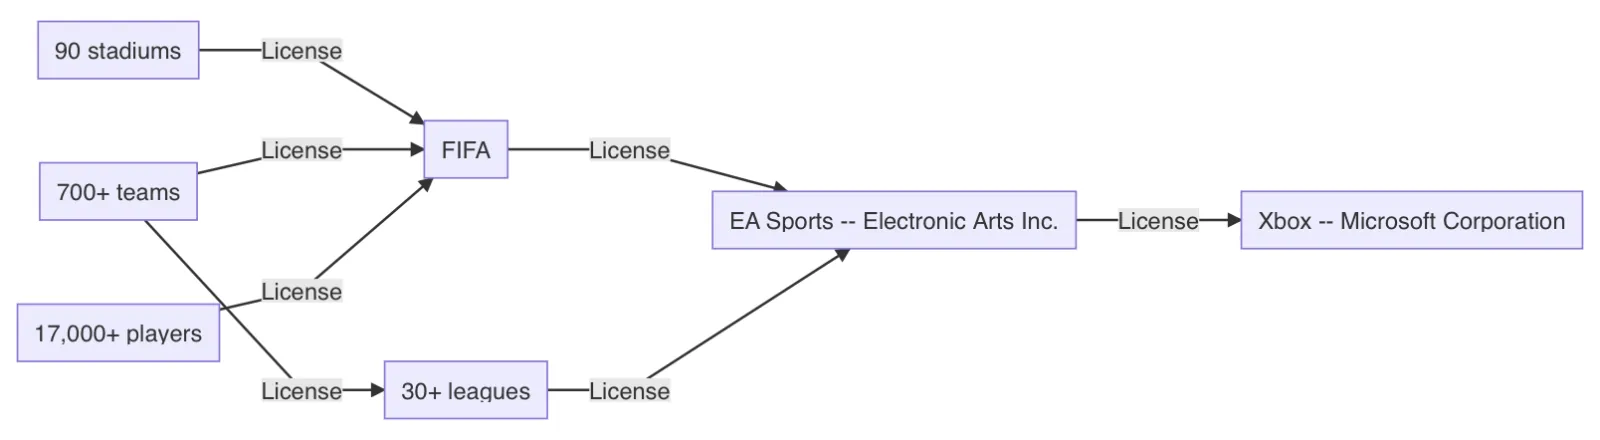 90 stadiums
License
700+ teams
License
FIFA
License
17,000+ players
License
EA Sports -- Electronic Arts Inc.
License
Xbox -- Microsoft Corporation
License
30+ leagues
License